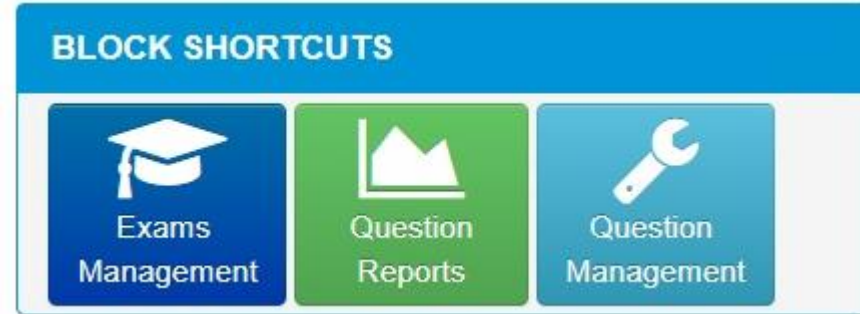 BLOCK SHORTCUTS
Exams
Management
Question
Reports
Question
Management